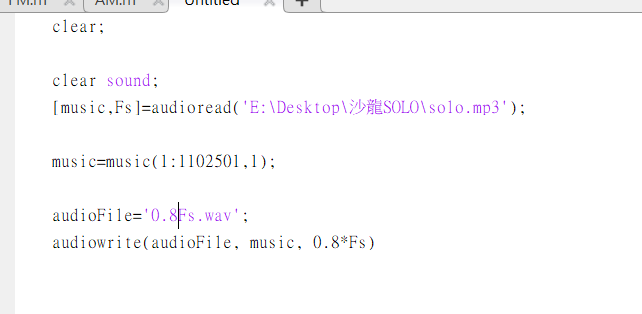 FM.m AM.m Untitled
clear;
clear sound;
[music,Fs]=audioread('E:\Desktop\沙龍SOLO\solo.mp3');
music=music(1:1102501,1);
audioFile='0.8Fs.wav';
audiowrite(audioFile, music, 0.8*Fs)